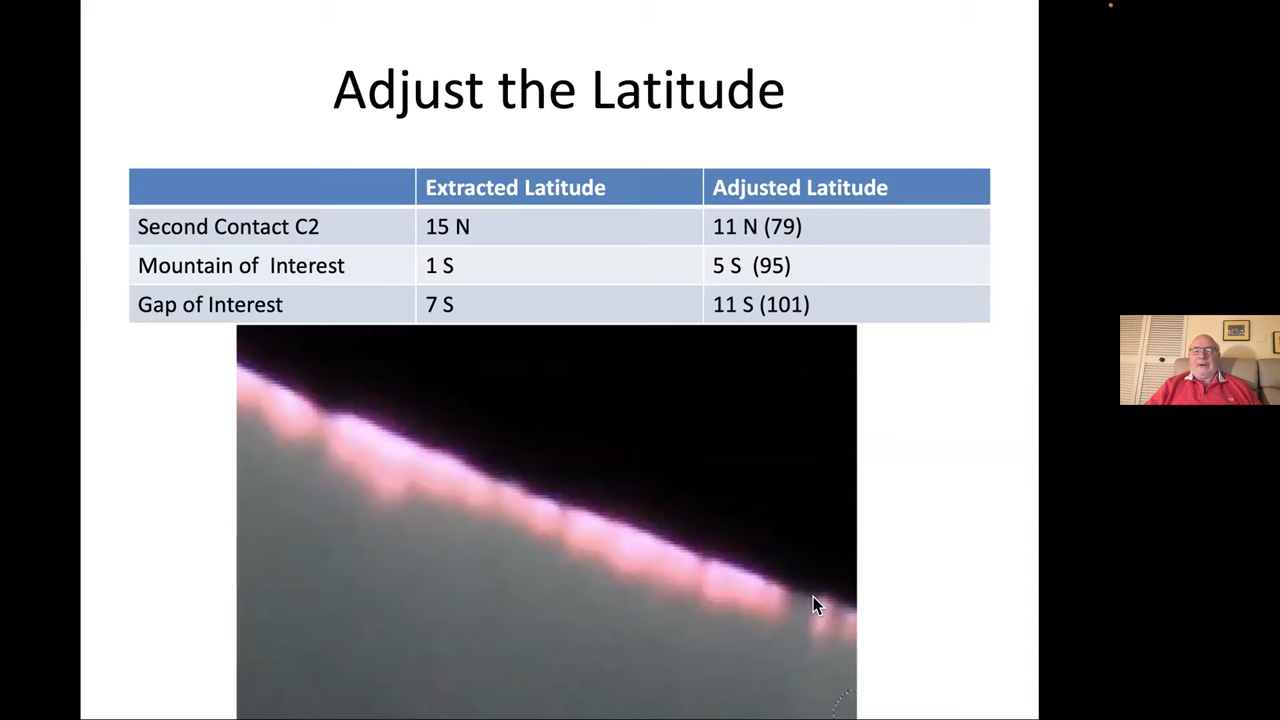 Adjust the Latitude
Extracted Latitude Adjusted Latitude
Second Contact C2 15 N 11 N (79)
Mountain of  Interest 1 S 5 S  (95)
Gap of Interest 7 S 11 S (101)